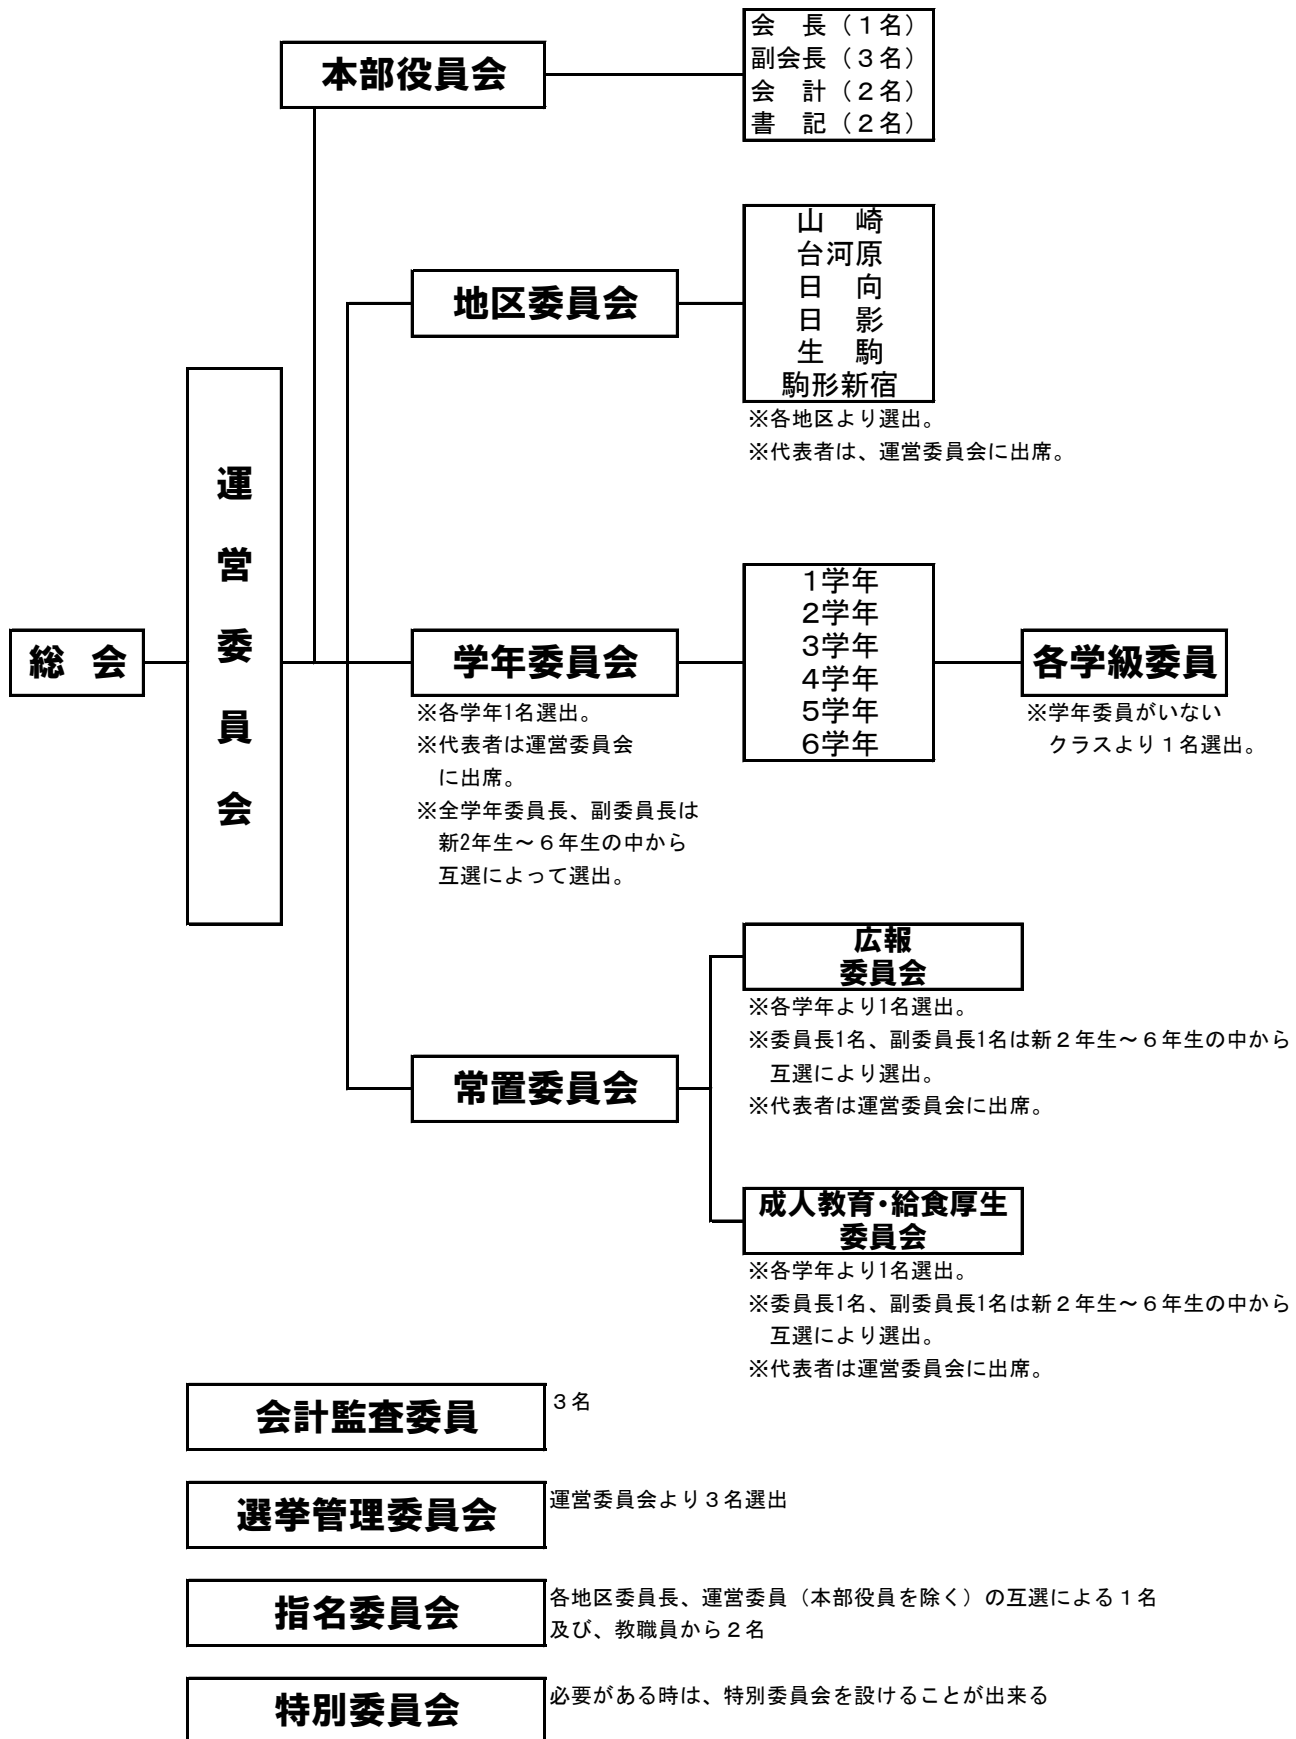 会　長（１名）
副会長（３名）
会　計（２名）
書　記（２名）
本部役員会
山　崎
台河原
日　向
日　影
生　駒
駒形新宿
地区委員会
※各地区より選出。
※代表者は、運営委員会に出席。
運営委員会
総　会
学年委員会
※各学年1名選出。
※代表者は運営委員会
に出席。
※全学年委員長、副委員長は
新2年生～６年生の中から
互選によって選出。
1学年
2学年
3学年
4学年
5学年
6学年
各学級委員
※学年委員がいない
クラスより１名選出。
常置委員会
広報
委員会
※各学年より1名選出。
※委員長1名、副委員長1名は新２年生～６年生の中から
互選により選出。
※代表者は運営委員会に出席。
成人教育・給食厚生
委員会
※各学年より1名選出。
※委員長1名、副委員長1名は新２年生～６年生の中から
互選により選出。
※代表者は運営委員会に出席。
会計監査委員
３名
選挙管理委員会
運営委員会より３名選出
指名委員会
各地区委員長、運営委員（本部役員を除く）の互選による１名
及び、教職員から２名
特別委員会
必要がある時は、特別委員会を設けることが出来る